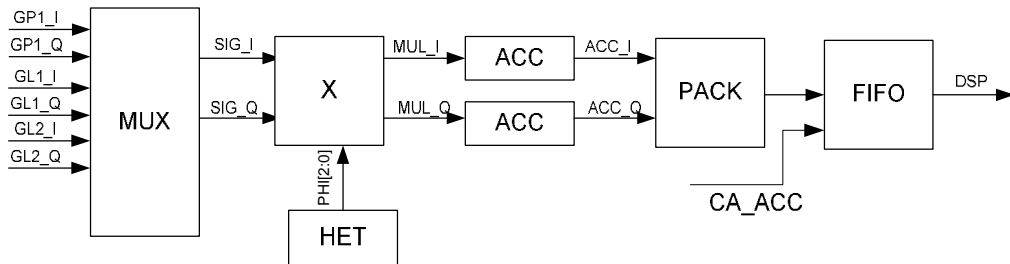 GP1_I
GP1_Q
GL1_I
GL1_Q
GL2_I
GL2_Q
MUX
SIG_I
SIG_Q
X
PHI[2:0]
HET
MUL_I
MUL_Q
ACC
ACC
ACC_I
ACC_Q
PACK
CA_ACC
FIFO
DSP